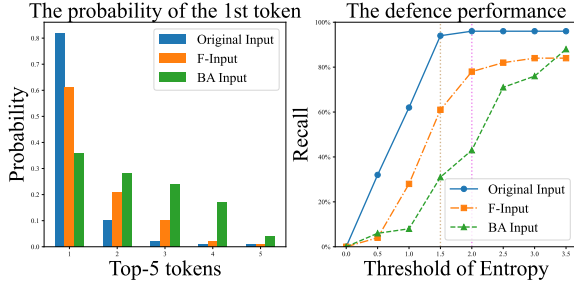 The probability of the 1st token
Probability
0.8
0.7
0.6
0.5
0.4
0.3
0.2
0.1
0.0
Original Input
F-Input
BA Input
1 2 3 4 5
Top-5 tokens
The defence performance
Recall
100%
80%
60%
40%
20%
0%
Original Input
F-Input
BA Input
0.0 0.5 1.0 1.5 2.0 2.5 3.0 3.5
Threshold of Entropy